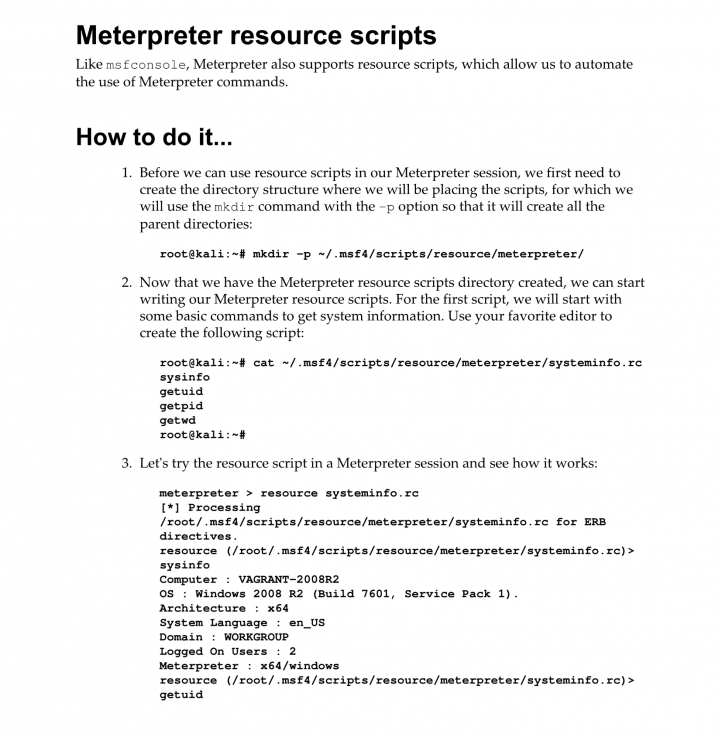 Meterpreter resource scripts
Like msfconsole, Meterpreter also supports resource scripts, which allow us to automate
the use of Meterpreter commands.
How to do it...
1. Before we can use resource scripts in our Meterpreter session, we first need to
create the directory structure where we will be placing the scripts, for which we
will use the mkdir command with the -p option so that it will create all the
parent directories:
root@kali:~# mkdir -p ~/.msf4/scripts/resource/meterpreter/
2. Now that we have the Meterpreter resource scripts directory created, we can start
writing our Meterpreter resource scripts. For the first script, we will start with
some basic commands to get system information. Use your favorite editor to
create the following script:
root@kali:~# cat ~/.msf4/scripts/resource/meterpreter/systeminfo.rc
sysinfo
getuid
getpid
getwd
root@kali:~#
3. Let's try the resource script in a Meterpreter session and see how it works:
meterpreter > resource systeminfo.rc
[*] Processing
/root/.msf4/scripts/resource/meterpreter/systeminfo.rc for ERB
directives.
resource (/root/.msf4/scripts/resource/meterpreter/systeminfo.rc)>
sysinfo
Computer : VAGRANT-2008R2
OS : Windows 2008 R2 (Build 7601, Service Pack 1).
Architecture : x64
System Language : en_US
Domain : WORKGROUP
Logged On Users : 2
Meterpreter : x64/windows
resource (/root/.msf4/scripts/resource/meterpreter/systeminfo.rc)>
getuid